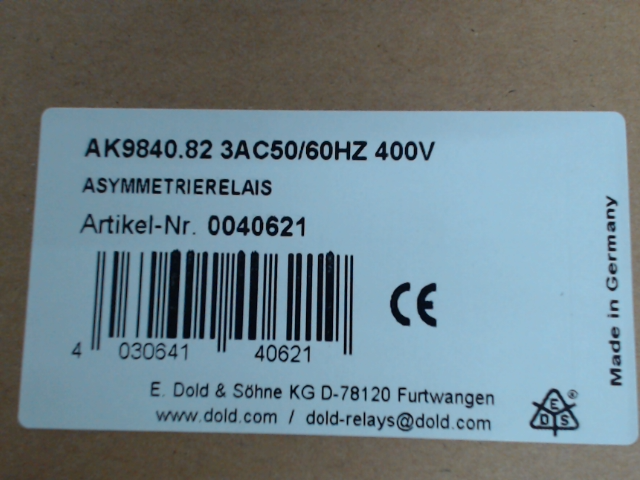 AK9840.82 3AC50/60HZ 400V
ASYMMETRIERELAIS
Artikel-Nr. 0040621
4 030641 40621
CE
E. Dold & Söhne KG D-78120 Furtwangen
www.dold.com / dold-relays@dold.com
Made in Germany
E
D S
®